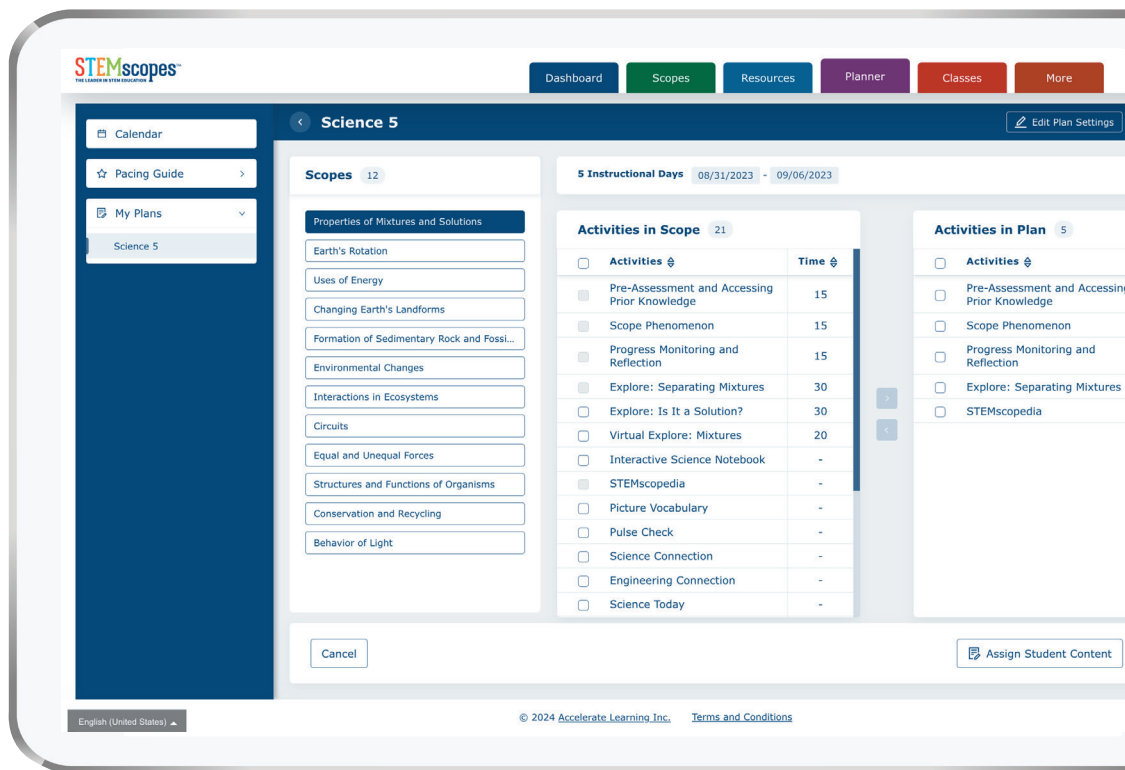 STEMscopes™
THE LEADER IN STEM EDUCATION
Dashboard
Scopes
Resources
Planner
Classes
More
Calendar
Pacing Guide
My Plans
Science 5
Science 5
Edit Plan Settings
Scopes 12
Properties of Mixtures and Solutions
Earth's Rotation
Uses of Energy
Changing Earth's Landforms
Formation of Sedimentary Rock and Fossi...
Environmental Changes
Interactions in Ecosystems
Circuits
Equal and Unequal Forces
Structures and Functions of Organisms
Conservation and Recycling
Behavior of Light
5 Instructional Days 08/31/2023 - 09/06/2023
Activities in Scope 21
Activities Time
Pre-Assessment and Accessing
Prior Knowledge 15
Scope Phenomenon 15
Progress Monitoring and
Reflection 15
Explore: Separating Mixtures 30
Explore: Is It a Solution? 30
Virtual Explore: Mixtures 20
Interactive Science Notebook -
STEMscopedia -
Picture Vocabulary -
Pulse Check -
Science Connection -
Engineering Connection -
Science Today -
Activities in Plan 5
Activities
Pre-Assessment and Accessing
Prior Knowledge
Scope Phenomenon
Progress Monitoring and
Reflection
Explore: Separating Mixtures
STEMscopedia
Cancel
Assign Student Content
English (United States)
© 2024 Accelerate Learning Inc. Terms and Conditions